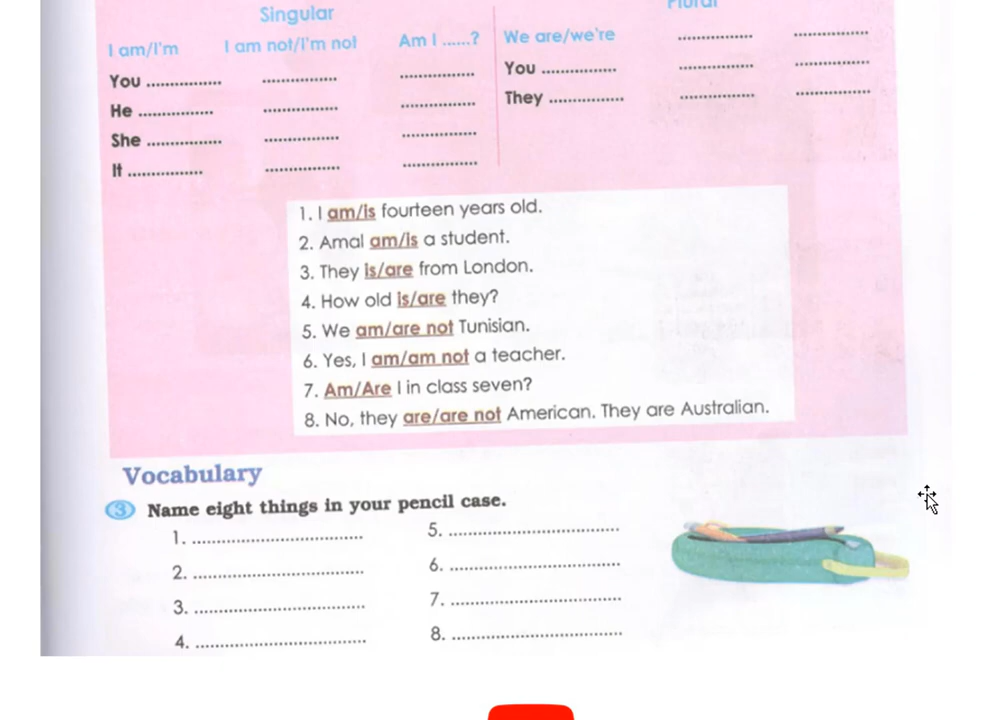 Singular
Plural
I am/I'm I am not/I'm not Am I ......?
You .............. .............. ..............
He .............. .............. ..............
She .............. .............. ..............
It .............. .............. ..............
We are/we're .............. ..............
You .............. .............. ..............
They .............. .............. ..............
1. I am/is fourteen years old.
2. Amal am/is a student.
3. They is/are from London.
4. How old is/are they?
5. We am/are not Tunisian.
6. Yes, I am/am not a teacher.
7. Am/Are I in class seven?
8. No, they are/are not American. They are Australian.
Vocabulary
3 Name eight things in your pencil case.
1. ..............................
2. ..............................
3. ..............................
4. ..............................
5. ..............................
6. ..............................
7. ..............................
8. ..............................